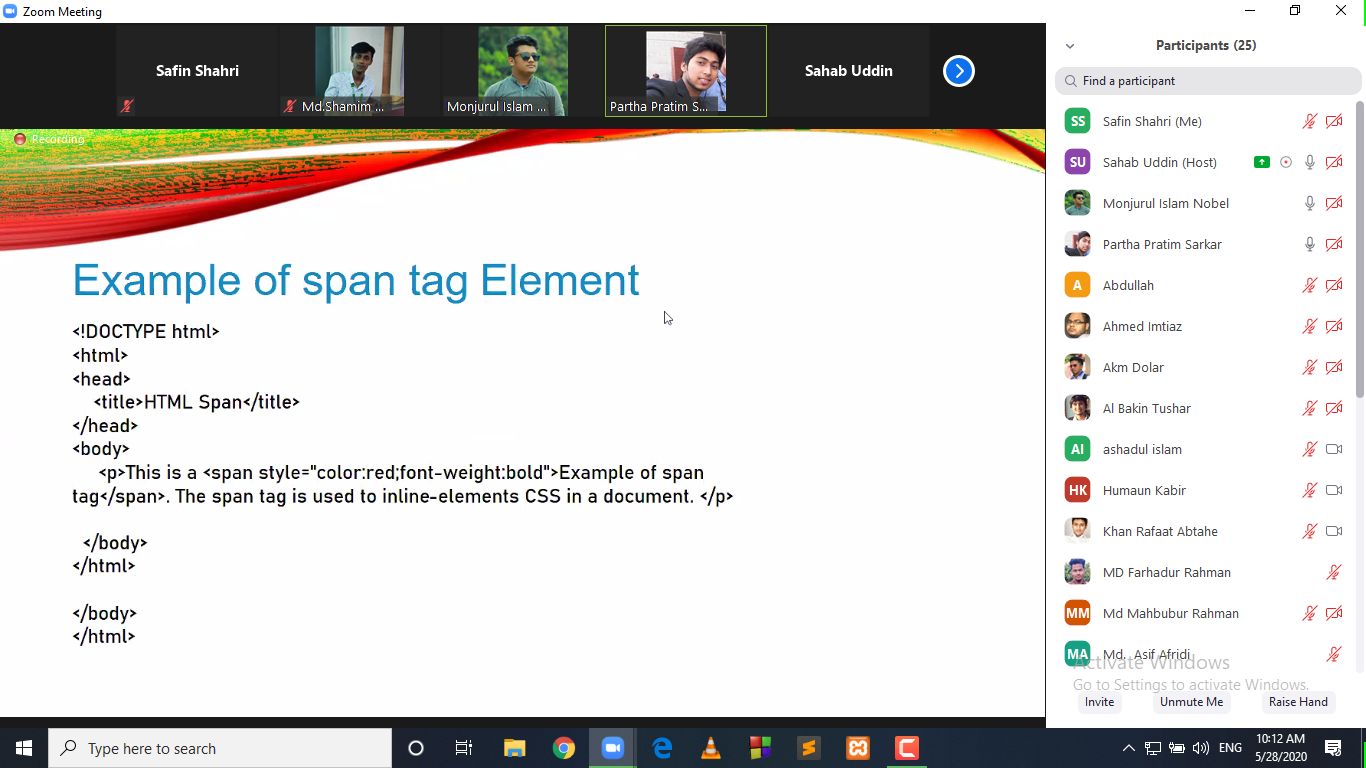 Zoom Meeting
Safin Shahri
Md.Shamim ...
Monjurul Islam ...
Partha Pratim S...
Sahab Uddin
Recording
Example of span tag Element
<!DOCTYPE html>
<html>
<head>
<title>HTML Span</title>
</head>
<body>
<p>This is a <span style="color:red;font-weight:bold">Example of span
tag</span>. The span tag is used to inline-elements CSS in a document. </p>
</body>
</html>
</body>
</html>
Participants (25)
Find a participant
SS Safin Shahri (Me)
SU Sahab Uddin (Host)
Monjurul Islam Nobel
Partha Pratim Sarkar
A Abdullah
Ahmed Imtiaz
Akm Dolar
Al Bakin Tushar
AI ashadul islam
HK Humaun Kabir
Khan Rafaat Abtahe
MD Farhadur Rahman
MM Md Mahbubur Rahman
MA Md. Asif Afridi
Activate Windows
Go to Settings to activate Windows.
Invite Unmute Me Raise Hand
Type here to search
ENG
10:12 AM
5/28/2020